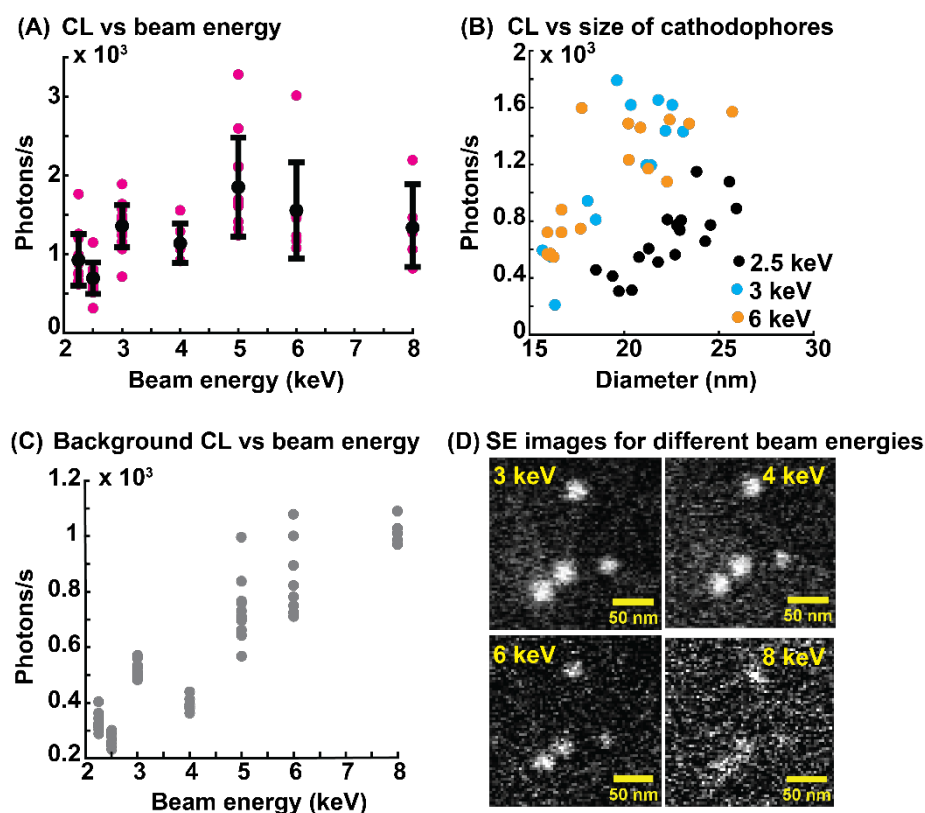 (A) CL vs beam energy
x 10³
3
2
1
0
Photons/s
2 3 4 5 6 7 8
Beam energy (keV)
(B) CL vs size of cathodophores
x 10³
2
1.6
1.2
0.8
0.4
0
Photons/s
2.5 keV
3 keV
6 keV
15 20 25 30
Diameter (nm)
(C) Background CL vs beam energy
x 10³
1.2
1
0.8
0.6
0.4
0.2
Photons/s
2 3 4 5 6 7 8
Beam energy (keV)
(D) SE images for different beam energies
3 keV
50 nm
4 keV
50 nm
6 keV
50 nm
8 keV
50 nm